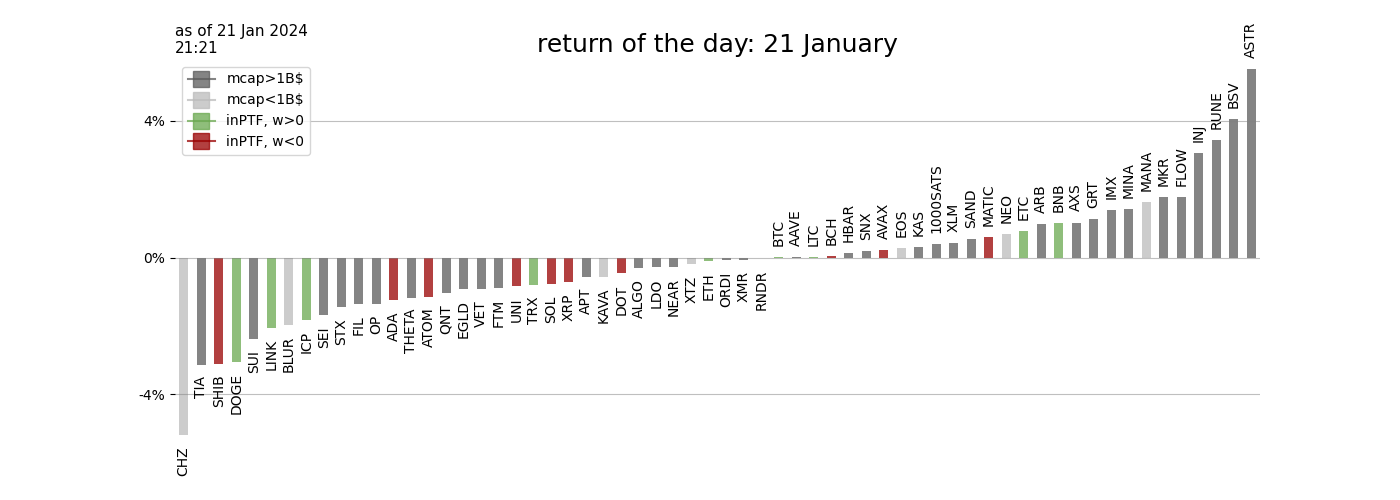 as of 21 Jan 2024
21:21
return of the day: 21 January
mcap>1B$
mcap<1B$
inPTF, w>0
inPTF, w<0
4%
0%
-4%
CHZ
TIA
SHIB
DOGE
SUI
LINK
BLUR
ICP
SEI
STX
FIL
OP
ADA
THETA
ATOM
QNT
EGLD
VET
FTM
UNI
TRX
SOL
XRP
APT
KAVA
DOT
ALGO
LDO
NEAR
XTZ
ETH
ORDI
XMR
RNDR
BTC
AAVE
LTC
BCH
HBAR
SNX
AVAX
EOS
KAS
1000SATS
XLM
SAND
MATIC
NEO
ETC
ARB
BNB
AXS
GRT
IMX
MINA
MANA
MKR
FLOW
INJ
RUNE
BSV
ASTR